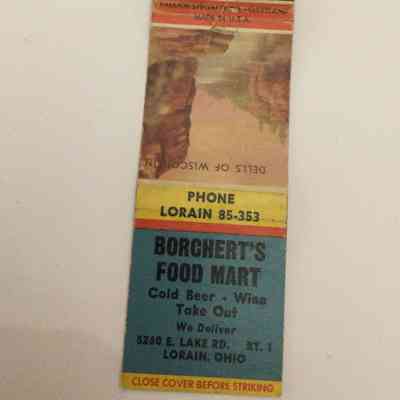 MADE IN U.S.A.
DELLS OF WISCONSIN
PHONE
LORAIN 85-353
BORCHERT'S
FOOD MART
Cold Beer - Wine
Take Out
We Deliver
5260 E. LAKE RD. RT. 1
LORAIN, OHIO
CLOSE COVER BEFORE STRIKING